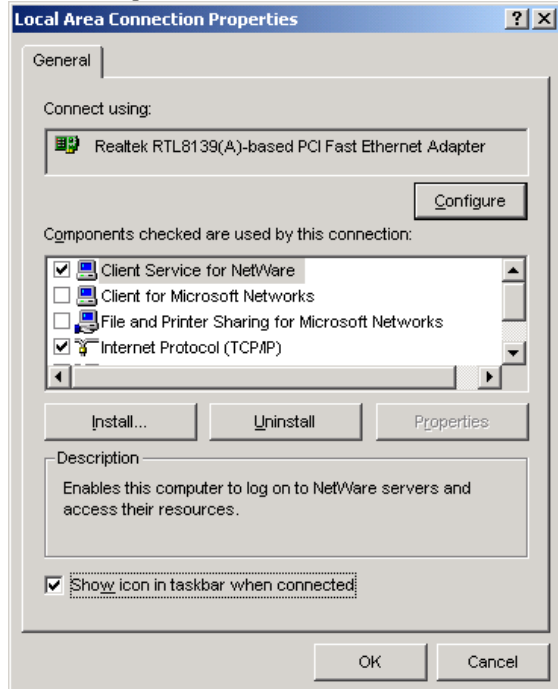 Local Area Connection Properties
General
Connect using:
Realtek RTL8139(A)-based PCI Fast Ethernet Adapter
Configure
Components checked are used by this connection:
Client Service for NetWare
Client for Microsoft Networks
File and Printer Sharing for Microsoft Networks
Internet Protocol (TCP/IP)
Install... Uninstall Properties
Description
Enables this computer to log on to NetWare servers and
access their resources.
Show icon in taskbar when connected
OK Cancel